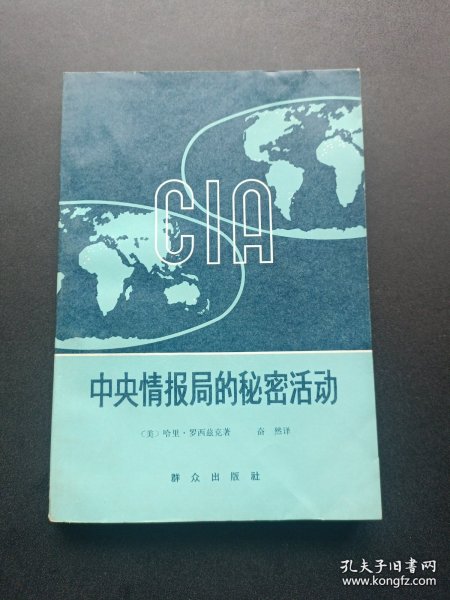 CIA
中央情报局的秘密活动
（美）哈里·罗西兹克著 奋然译
群众出版社
孔夫子旧书网
www.kongfz.com